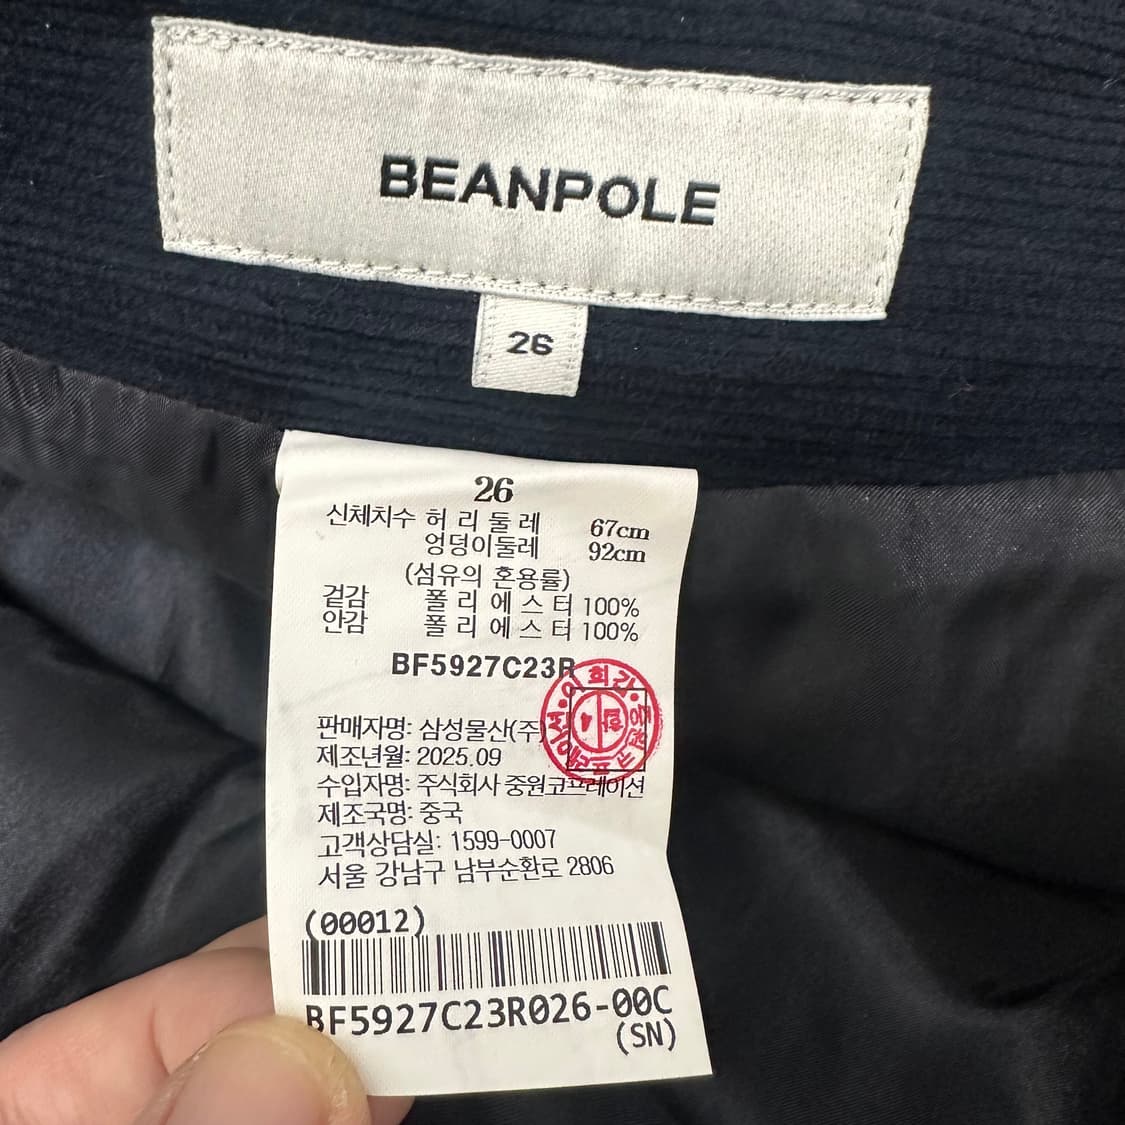 BEANPOLE
26
26
신체치수 허 리 둘 레 67cm
엉덩이둘레 92cm
(섬유의 혼용률)
겉감 폴 리 에 스 터 100%
안감 폴 리 에 스 터 100%
BF5927C23R
판매자명: 삼성물산(주)
제조년월: 2025.09
수입자명: 주식회사 중원코프레이션
제조국명: 중국
고객상담실: 1599-0007
서울 강남구 남부순환로 2806
(00012)
BF5927C23R026-00C
(SN)